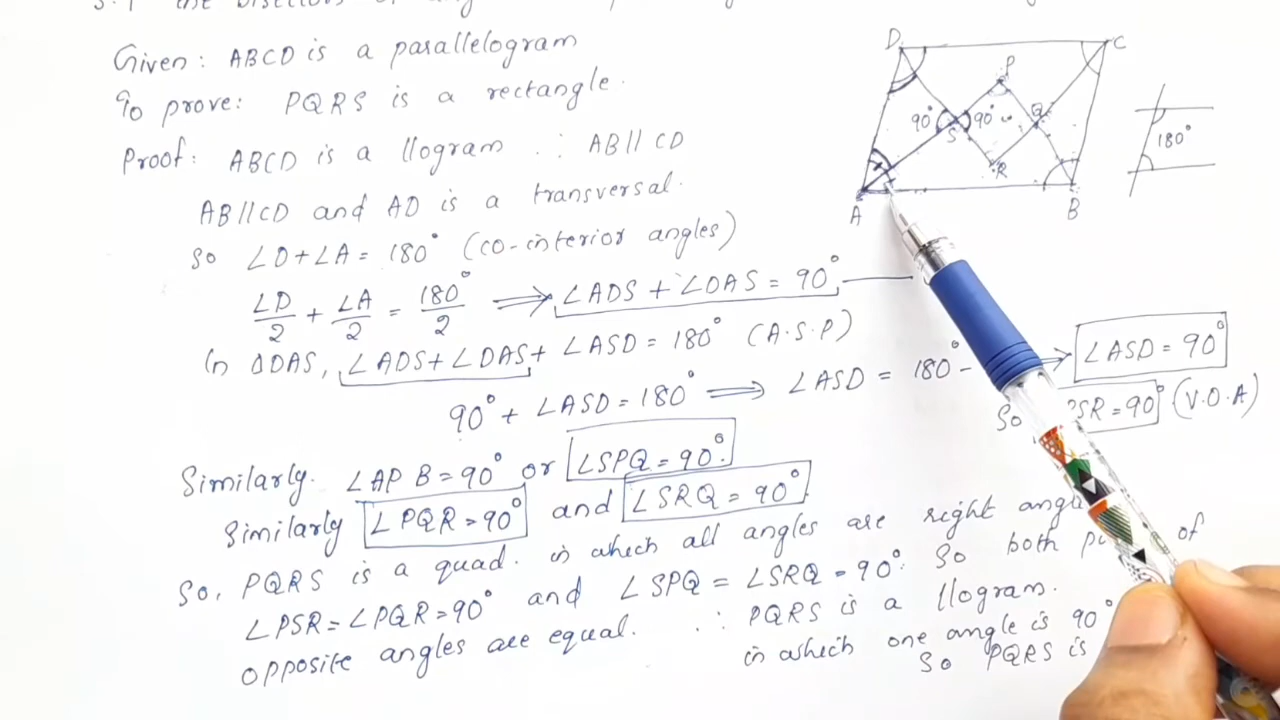 Given: ABCD is a parallelogram
To prove: PQRS is a rectangle.
Proof: ABCD is a llogram ∴ AB ll CD
AB ll CD and AD is a transversal.
So ∠D + ∠A = 180° (co-interior angles)
∠D/2 + ∠A/2 = 180°/2 ⟹ ∠ADS + ∠DAS = 90°
In ΔDAS, ∠ADS + ∠DAS + ∠ASD = 180° (A.S.P)
90° + ∠ASD = 180° ⟹ ∠ASD = 180° - ⟹ ∠ASD = 90°
So PSR = 90° (V.O.A)
Similarly. ∠APB = 90° or ∠SPQ = 90°.
Similarly ∠PQR = 90° and ∠SRQ = 90°.
So, PQRS is a quad. in which all angles are right
∠PSR = ∠PQR = 90° and ∠SPQ = ∠SRQ = 90°. So both of
opposite angles are equal. ∴ PQRS is a llogram.
in which one angle is 90°
So PQRS is
D C
P
90° 90° Q
S
R
A B
180°